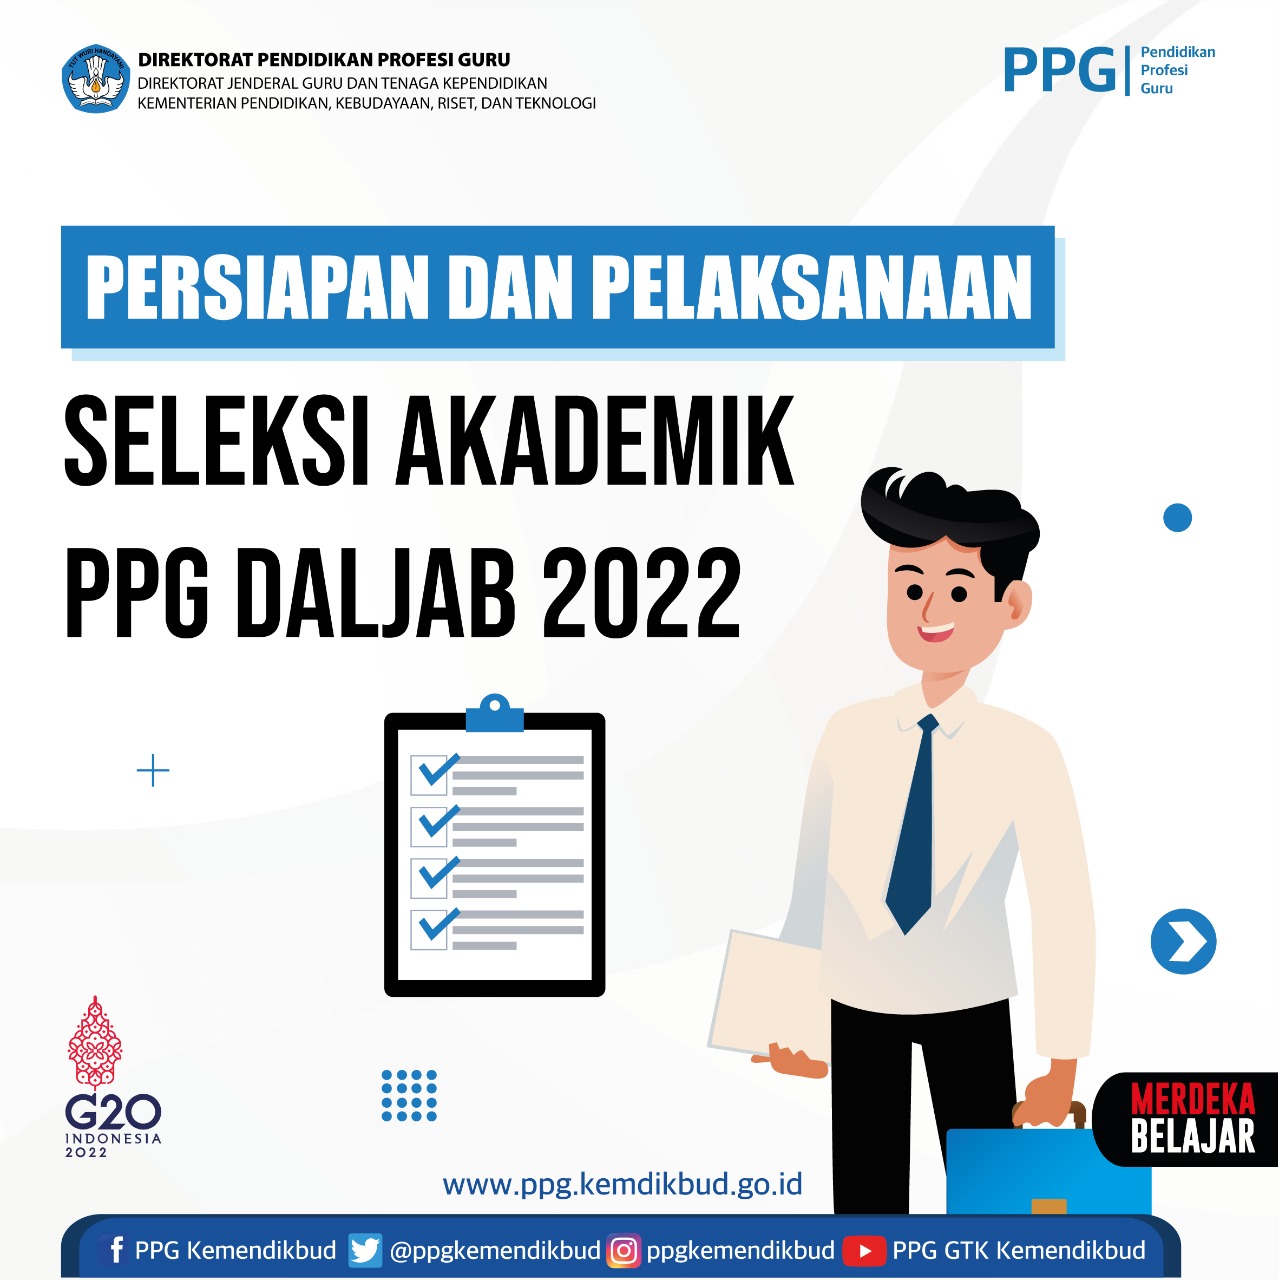 DIREKTORAT PENDIDIKAN PROFESI GURU
DIREKTORAT JENDERAL GURU DAN TENAGA KEPENDIDIKAN
KEMENTERIAN PENDIDIKAN, KEBUDAYAAN, RISET, DAN TEKNOLOGI
TUT WURI HANDAYANI
PPG
Pendidikan
Profesi
Guru
PERSIAPAN DAN PELAKSANAAN
SELEKSI AKADEMIK
PPG DALJAB 2022
G20
INDONESIA
2022
MERDEKA
BELAJAR
www.ppg.kemdikbud.go.id
PPG Kemendikbud @ppgkemendikbud ppgkemendikbud PPG GTK Kemendikbud